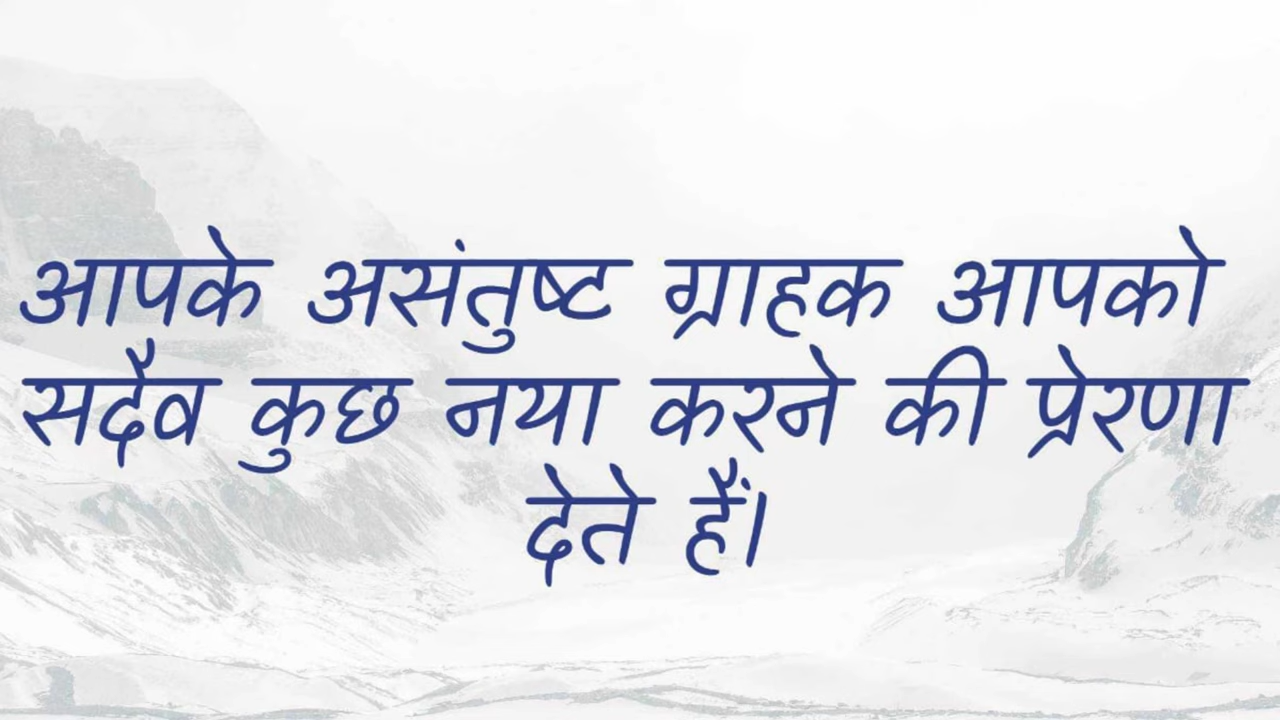 आपके असंतुष्ट ग्राहक आपको
सदैव कुछ नया करने की प्रेरणा
देते हैं।